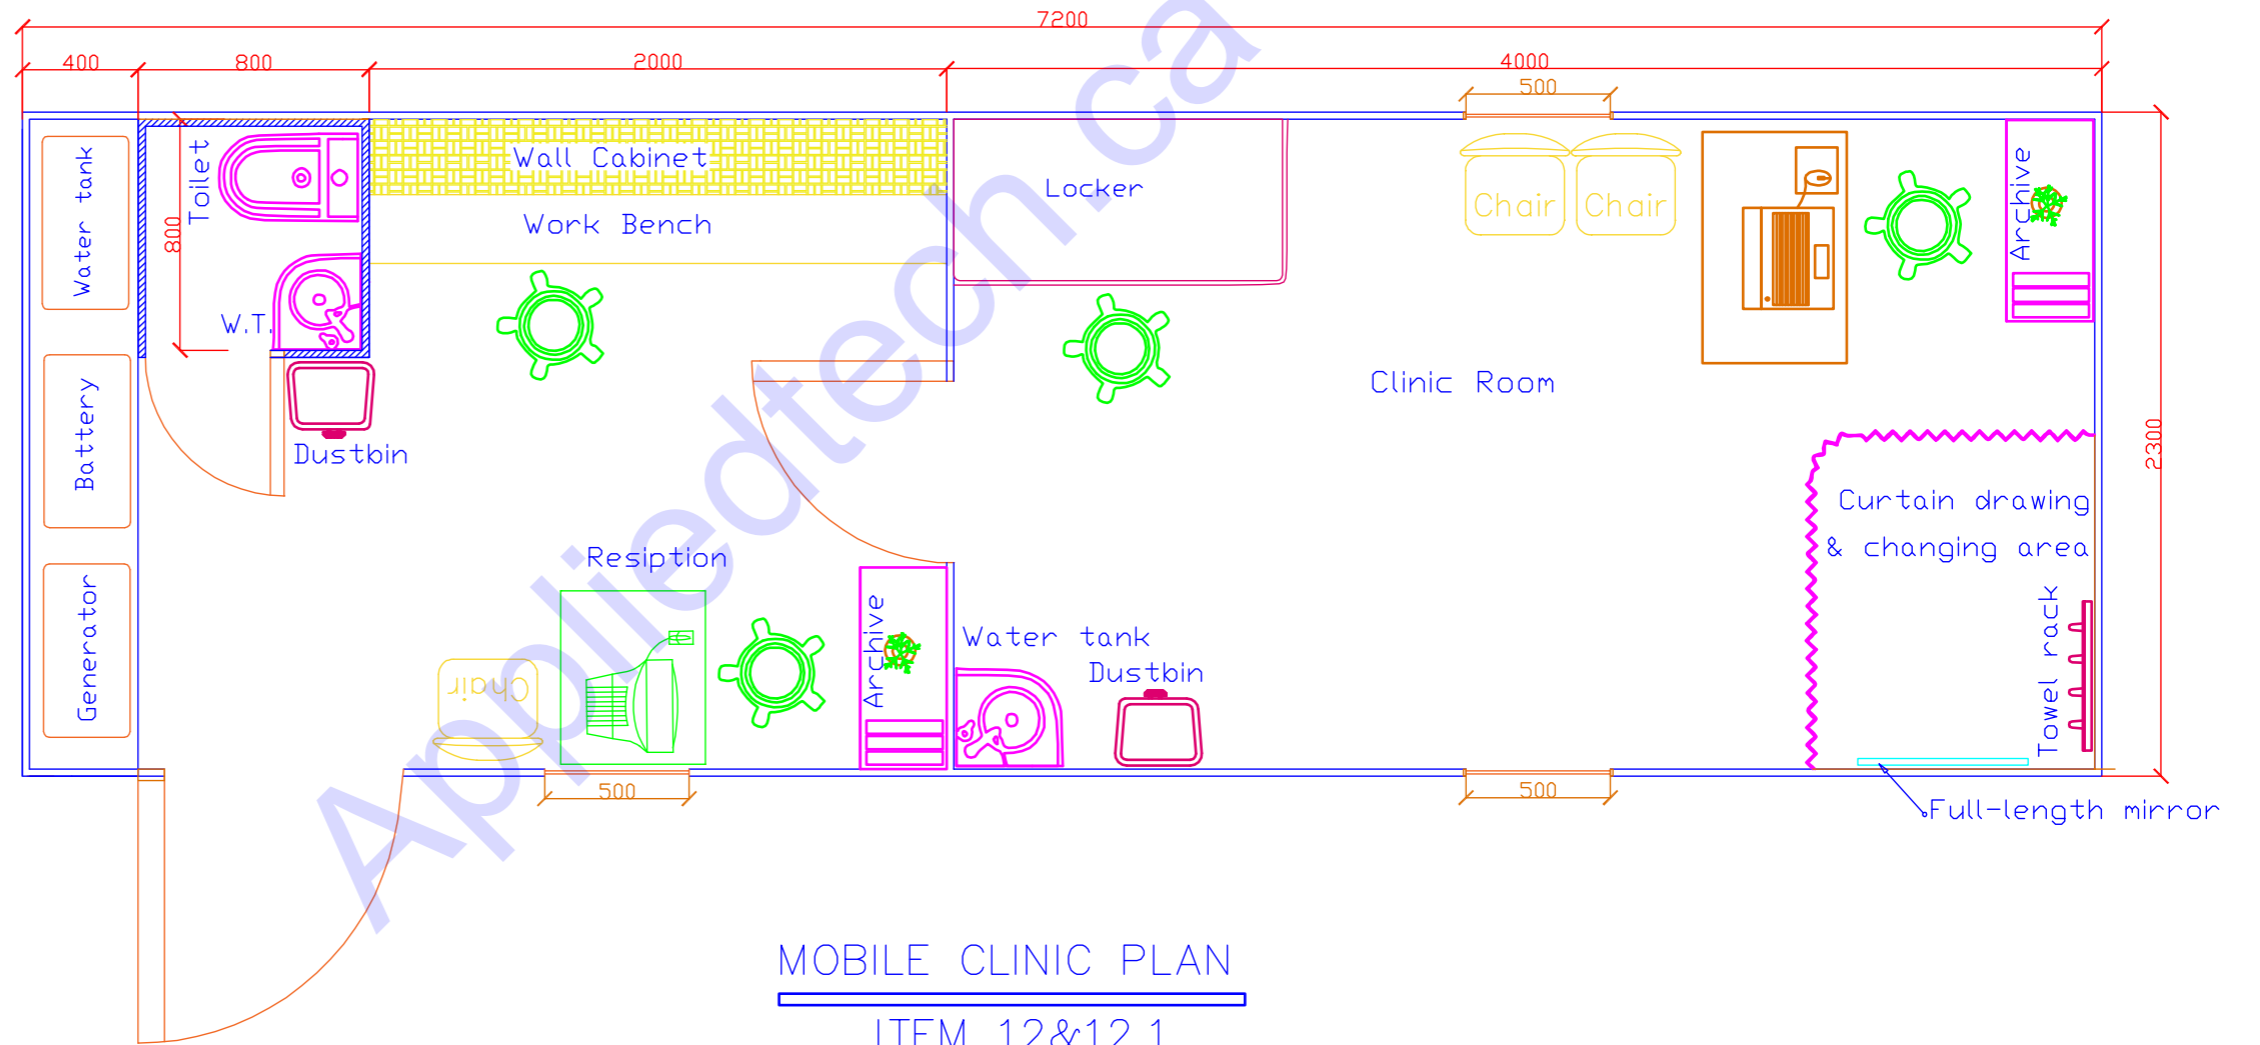 7200
400
800
2000
4000
500
Water tank
Toilet
800
W.T.
Wall Cabinet
Work Bench
Locker
Chair
Chair
Archive
Battery
Dustbin
Clinic Room
2300
Curtain drawing
& changing area
Generator
Resiption
Chair
Archive
Water tank
Dustbin
Towel rack
500
500
Full-length mirror
MOBILE CLINIC PLAN
ITEM 12&12.1
Appliedtech.ca